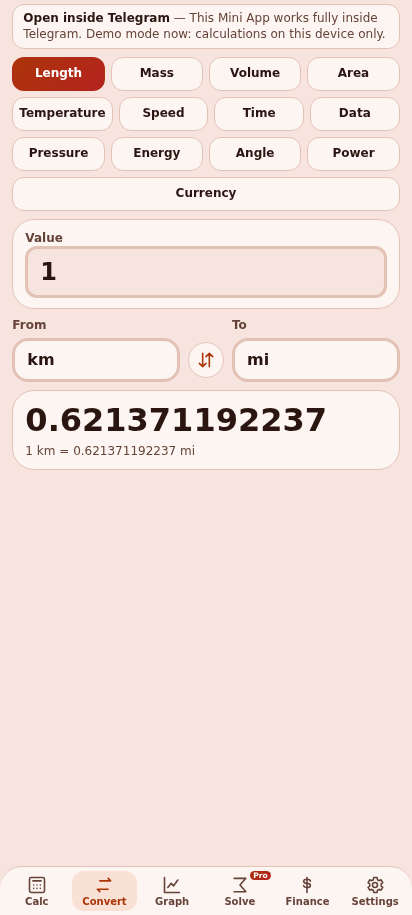 Open inside Telegram — This Mini App works fully inside
Telegram. Demo mode now: calculations on this device only.
Length Mass Volume Area
Temperature Speed Time Data
Pressure Energy Angle Power
Currency
Value
1
From To
km mi
0.621371192237
1 km = 0.621371192237 mi
Pro
Calc Convert Graph Solve Finance Settings